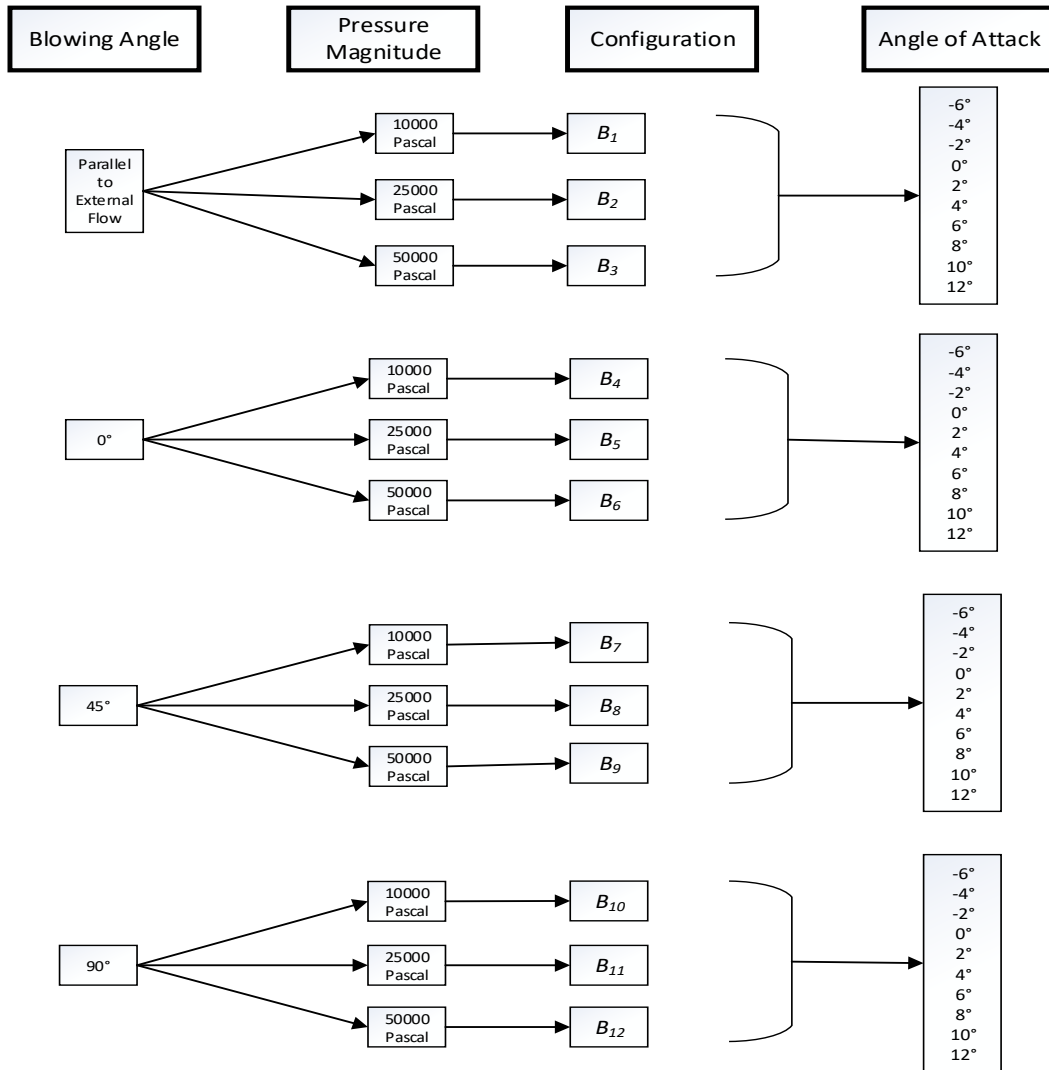 Blowing Angle
Pressure
Magnitude
Configuration
Angle of Attack
Parallel
to
External
Flow
10000
Pascal
B1
25000
Pascal
B2
50000
Pascal
B3
-6°
-4°
-2°
0°
2°
4°
6°
8°
10°
12°
0°
10000
Pascal
B4
25000
Pascal
B5
50000
Pascal
B6
-6°
-4°
-2°
0°
2°
4°
6°
8°
10°
12°
45°
10000
Pascal
B7
25000
Pascal
B8
50000
Pascal
B9
-6°
-4°
-2°
0°
2°
4°
6°
8°
10°
12°
90°
10000
Pascal
B10
25000
Pascal
B11
50000
Pascal
B12
-6°
-4°
-2°
0°
2°
4°
6°
8°
10°
12°